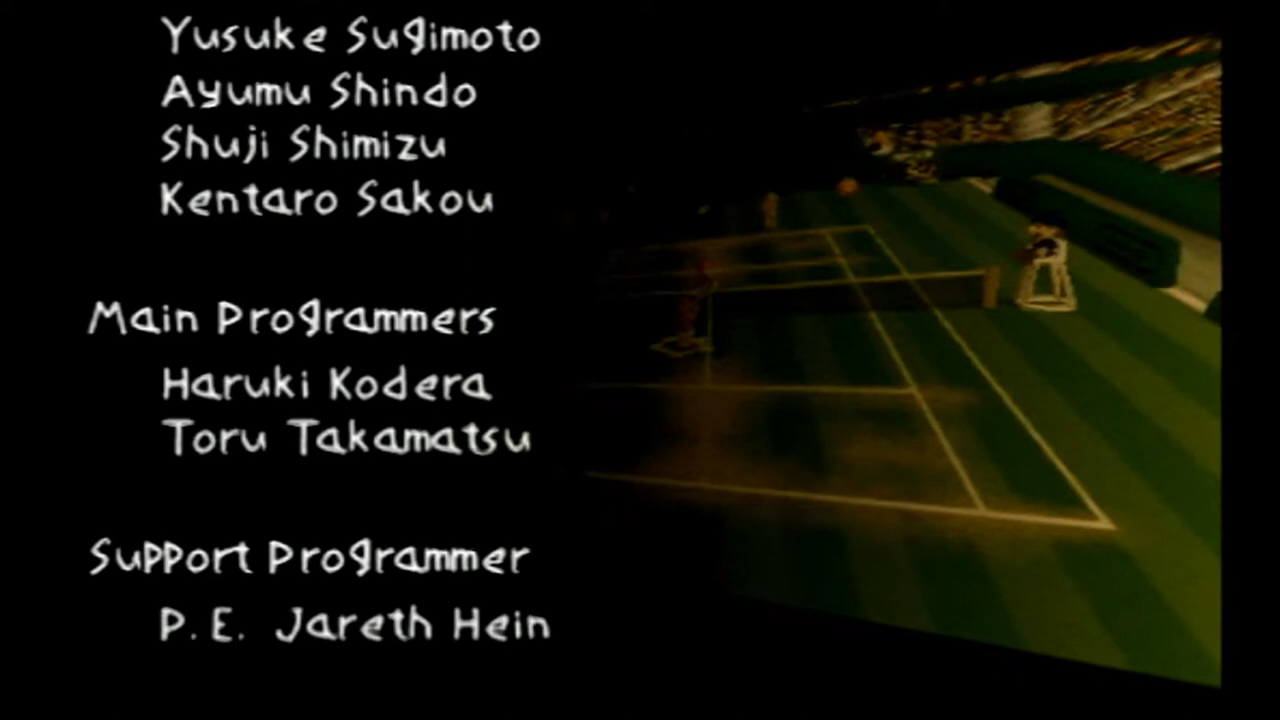 Yusuke Sugimoto
Ayumu Shindo
Shuji Shimizu
Kentaro Sakou
Main Programmers
Haruki Kodera
Toru Takamatsu
Support Programmer
P.E. Jareth Hein